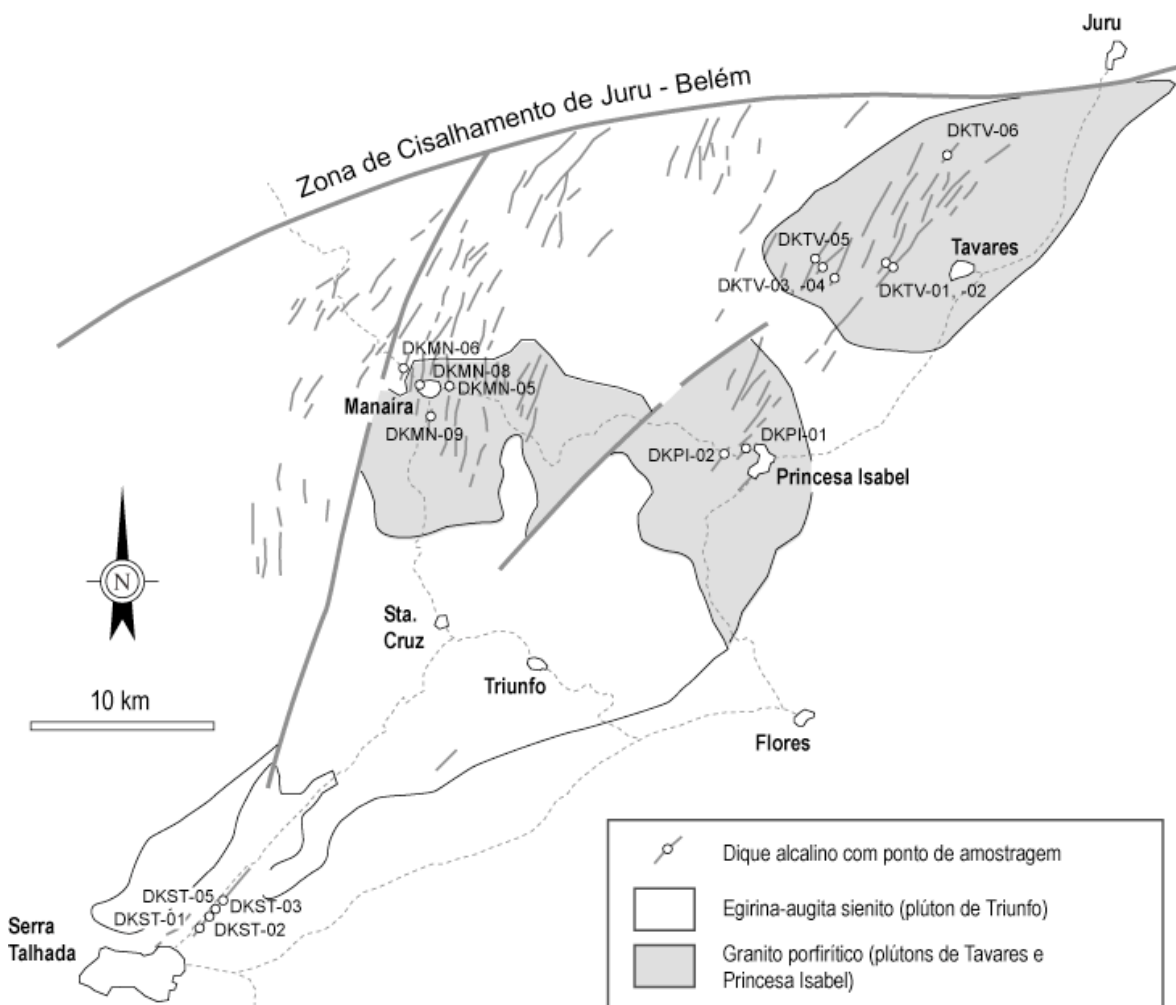 Juru
Zona de Cisalhamento de Juru - Belém
DKTV-06
DKTV-05
Tavares
DKTV-03, -04
DKTV-01, -02
DKMN-06
DKMN-08
DKMN-05
Manaíra
DKMN-09
DKPI-01
DKPI-02
Princesa Isabel
N
Sta.
Cruz
Triunfo
10 km
Flores
DKST-05
DKST-03
DKST-01
DKST-02
Serra
Talhada
Dique alcalino com ponto de amostragem
Egirina-augita sienito (plúton de Triunfo)
Granito porfirítico (plútons de Tavares e
Princesa Isabel)